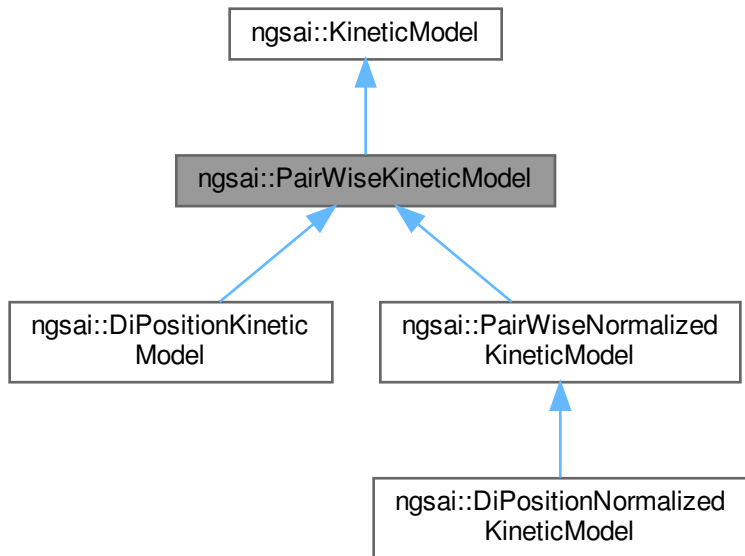 ngsai::KineticModel
ngsai::PairWiseKineticModel
ngsai::DiPositionKinetic
Model
ngsai::PairWiseNormalized
KineticModel
ngsai::DiPositionNormalized
KineticModel